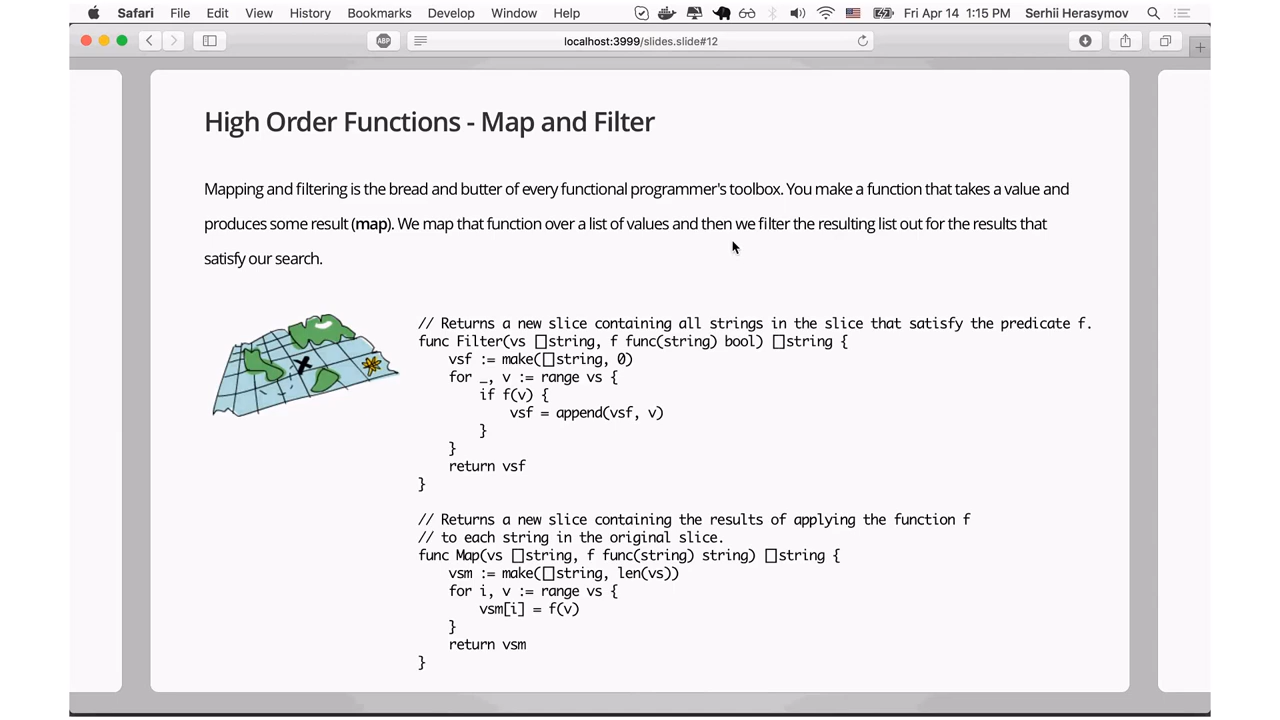 Safari File Edit View History Bookmarks Develop Window Help Fri Apr 14 1:15 PM Serhii Herasymov
ABP localhost:3999/slides.slide#12
High Order Functions - Map and Filter
Mapping and filtering is the bread and butter of every functional programmer's toolbox. You make a function that takes a value and
produces some result (map). We map that function over a list of values and then we filter the resulting list out for the results that
satisfy our search.
// Returns a new slice containing all strings in the slice that satisfy the predicate f.
func Filter(vs []string, f func(string) bool) []string {
    vsf := make([]string, 0)
    for _, v := range vs {
        if f(v) {
            vsf = append(vsf, v)
        }
    }
    return vsf
}
// Returns a new slice containing the results of applying the function f
// to each string in the original slice.
func Map(vs []string, f func(string) string) []string {
    vsm := make([]string, len(vs))
    for i, v := range vs {
        vsm[i] = f(v)
    }
    return vsm
}